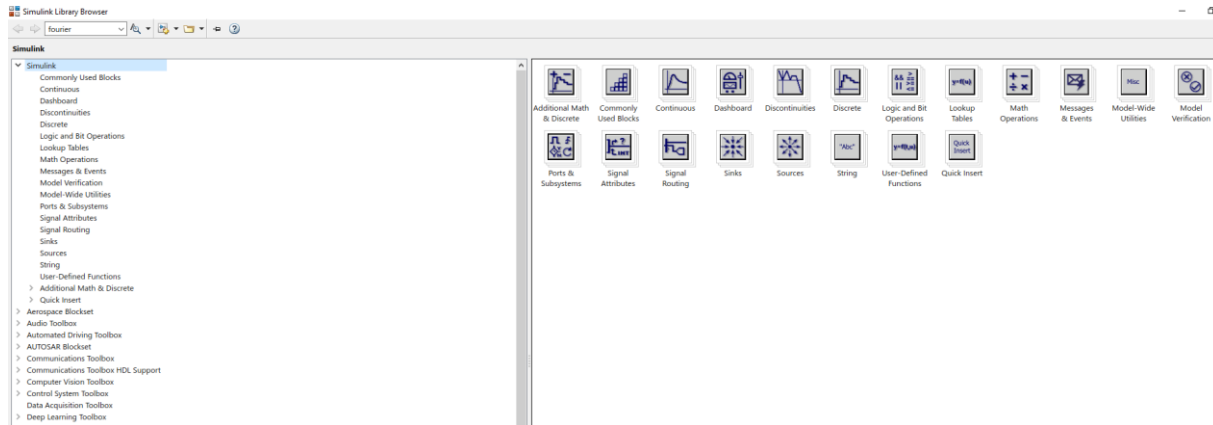 Simulink Library Browser
fourier
Simulink
Simulink
Commonly Used Blocks
Continuous
Dashboard
Discontinuities
Discrete
Logic and Bit Operations
Lookup Tables
Math Operations
Messages & Events
Model Verification
Model-Wide Utilities
Ports & Subsystems
Signal Attributes
Signal Routing
Sinks
Sources
String
User-Defined Functions
Additional Math & Discrete
Quick Insert
Aerospace Blockset
Audio Toolbox
Automated Driving Toolbox
AUTOSAR Blockset
Communications Toolbox
Communications Toolbox HDL Support
Computer Vision Toolbox
Control System Toolbox
Data Acquisition Toolbox
Deep Learning Toolbox
y=f(u) Misc
Additional Math Commonly Continuous Dashboard Discontinuities Discrete Logic and Bit Lookup Math Messages Model-Wide Model
& Discrete Used Blocks Operations Tables Operations & Events Utilities Verification
"Abc" y=f(u) Quick
Insert
Ports & Signal Signal Sinks Sources String User-Defined Quick Insert
Subsystems Attributes Routing Functions